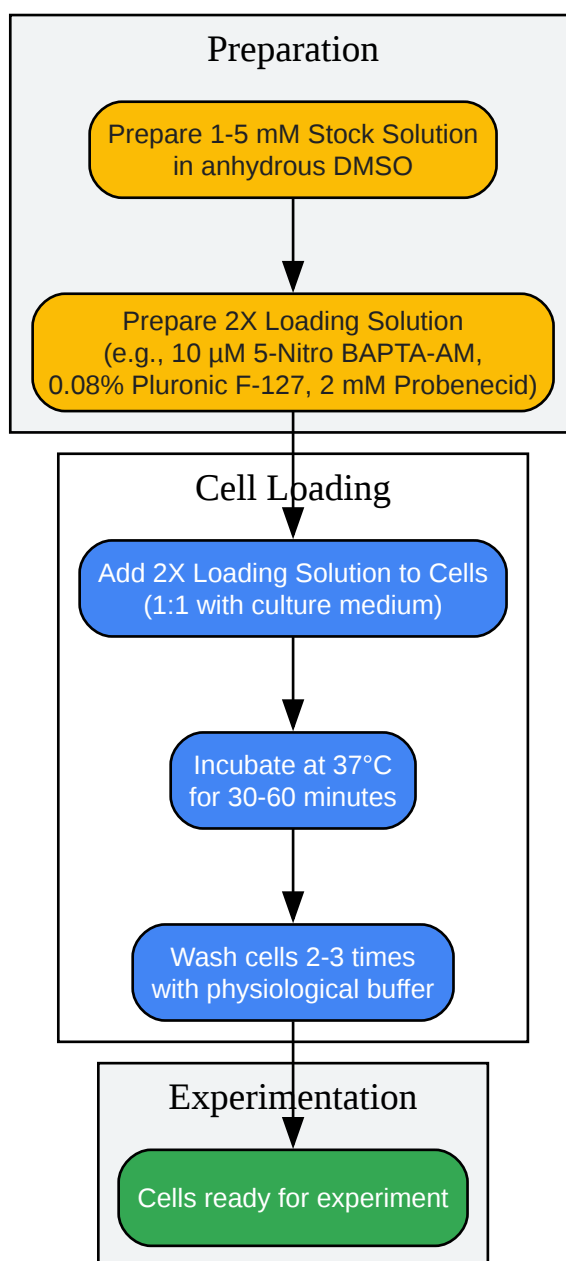 Preparation
Prepare 1-5 mM Stock Solution
in anhydrous DMSO
Prepare 2X Loading Solution
(e.g., 10 µM 5-Nitro BAPTA-AM,
0.08% Pluronic F-127, 2 mM Probenecid)
Cell Loading
Add 2X Loading Solution to Cells
(1:1 with culture medium)
Incubate at 37°C
for 30-60 minutes
Wash cells 2-3 times
with physiological buffer
Experimentation
Cells ready for experiment